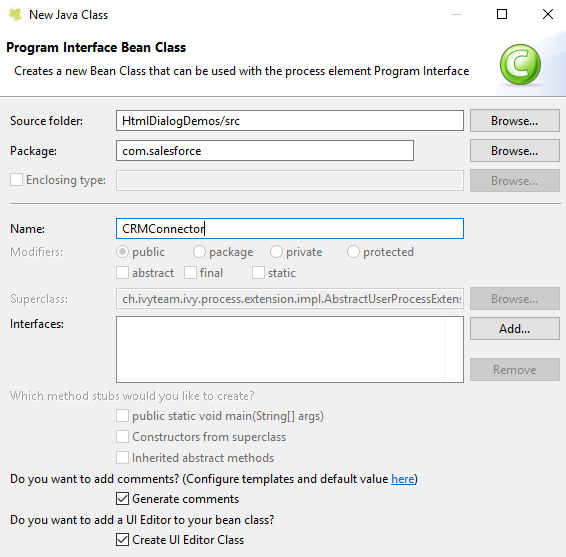 New Java Class
Program Interface Bean Class
Creates a new Bean Class that can be used with the process element Program Interface
C
Source folder: HtmlDialogDemos/src Browse...
Package: com.salesforce Browse...
Enclosing type: Browse...
Name: CRMConnector
Modifiers: public package private protected
abstract final static
Superclass: ch.ivyteam.ivy.process.extension.impl.AbstractUserProcessExtens Browse...
Interfaces: Add...
Remove
Which method stubs would you like to create?
public static void main(String[] args)
Constructors from superclass
Inherited abstract methods
Do you want to add comments? (Configure templates and default value here)
Generate comments
Do you want to add a UI Editor to your bean class?
Create UI Editor Class